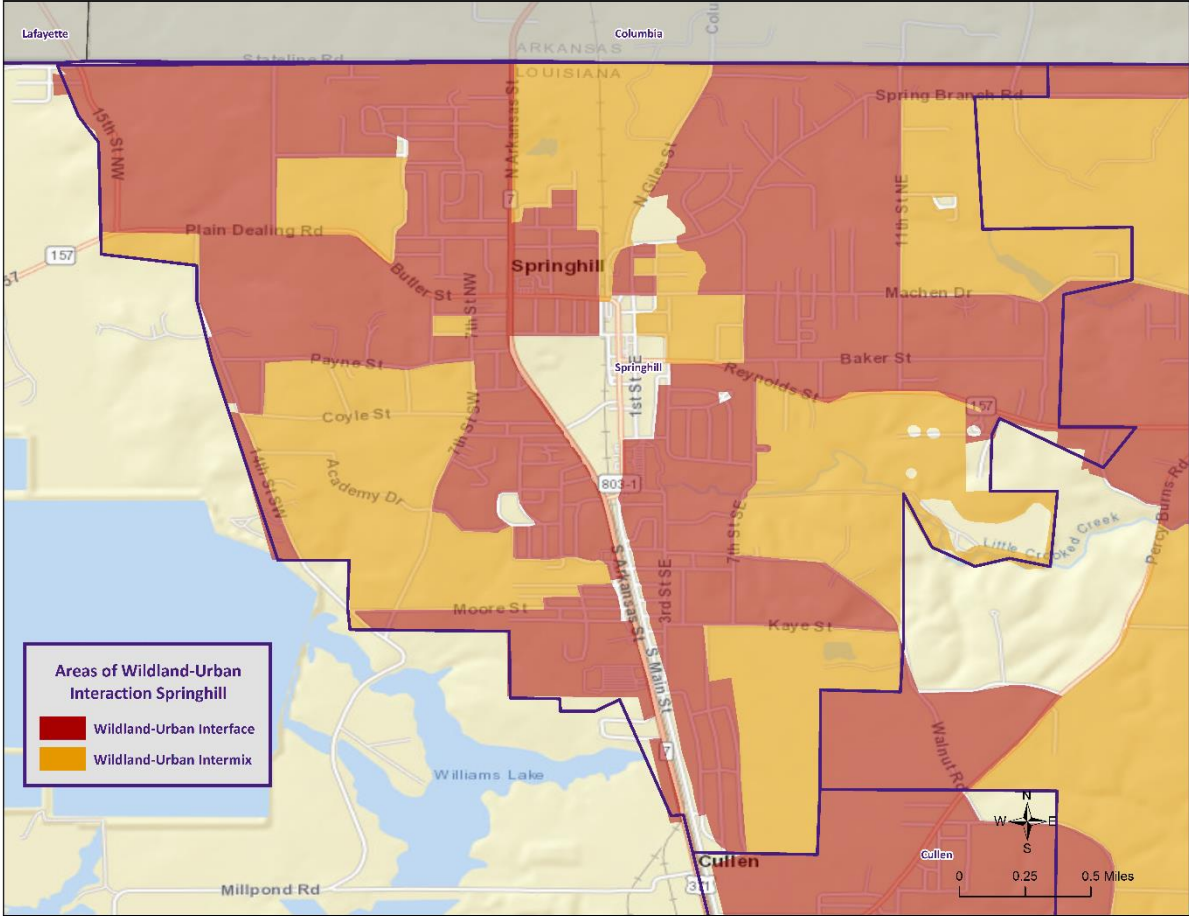 Lafayette
Columbia
Colu
ARKANSAS
Stateline Rd
LOUISIANA
Spring Branch Rd
15th St NW
N Arkansas St
N Giles St
11th St NE
7
Plain Dealing Rd
157
57
Springhill
Butler St
7th St NW
Machen Dr
Payne St
Springhill
1st St E
Baker St
Reynolds St
157
Coyle St
7th St SW
14th St SW
Academy Dr
803-1
7th St SE
Little Crooked Creek
Percy Burns Rd
S Arkansas St
3rd St SE
Moore St
Kaye St
S Main St
Areas of Wildland-Urban
Interaction Springhill
Wildland-Urban Interface
Wildland-Urban Intermix
7
Walnut Rd
Williams Lake
N
W E
S
Cullen
Cullen
0 0.25 0.5 Miles
Millpond Rd
371